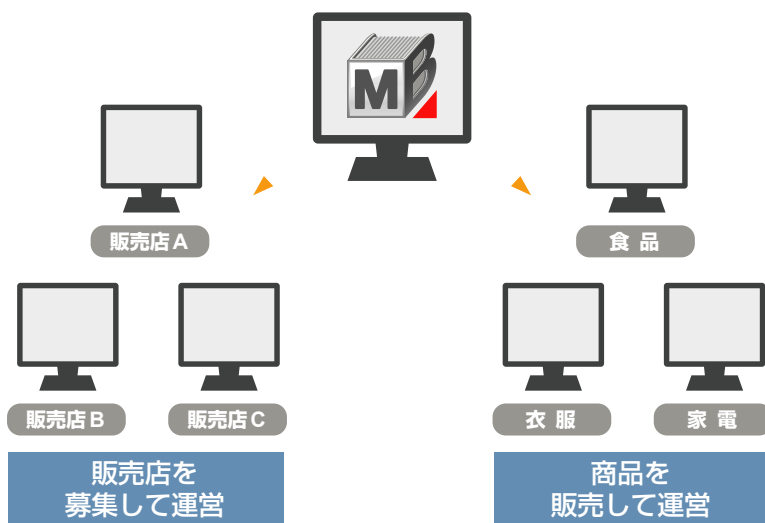 MB
販売店A
食 品
販売店B
販売店C
衣 服
家 電
販売店を
募集して運営
商品を
販売して運営